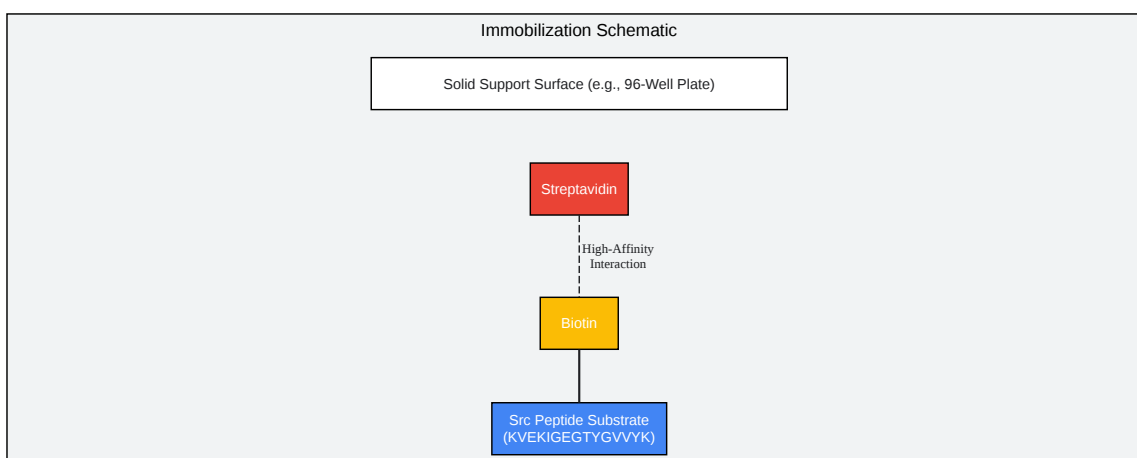 Immobilization Schematic
Solid Support Surface (e.g., 96-Well Plate)
Streptavidin
High-Affinity
Interaction
Biotin
Src Peptide Substrate
(KVEKIGEGTYGVVYK)